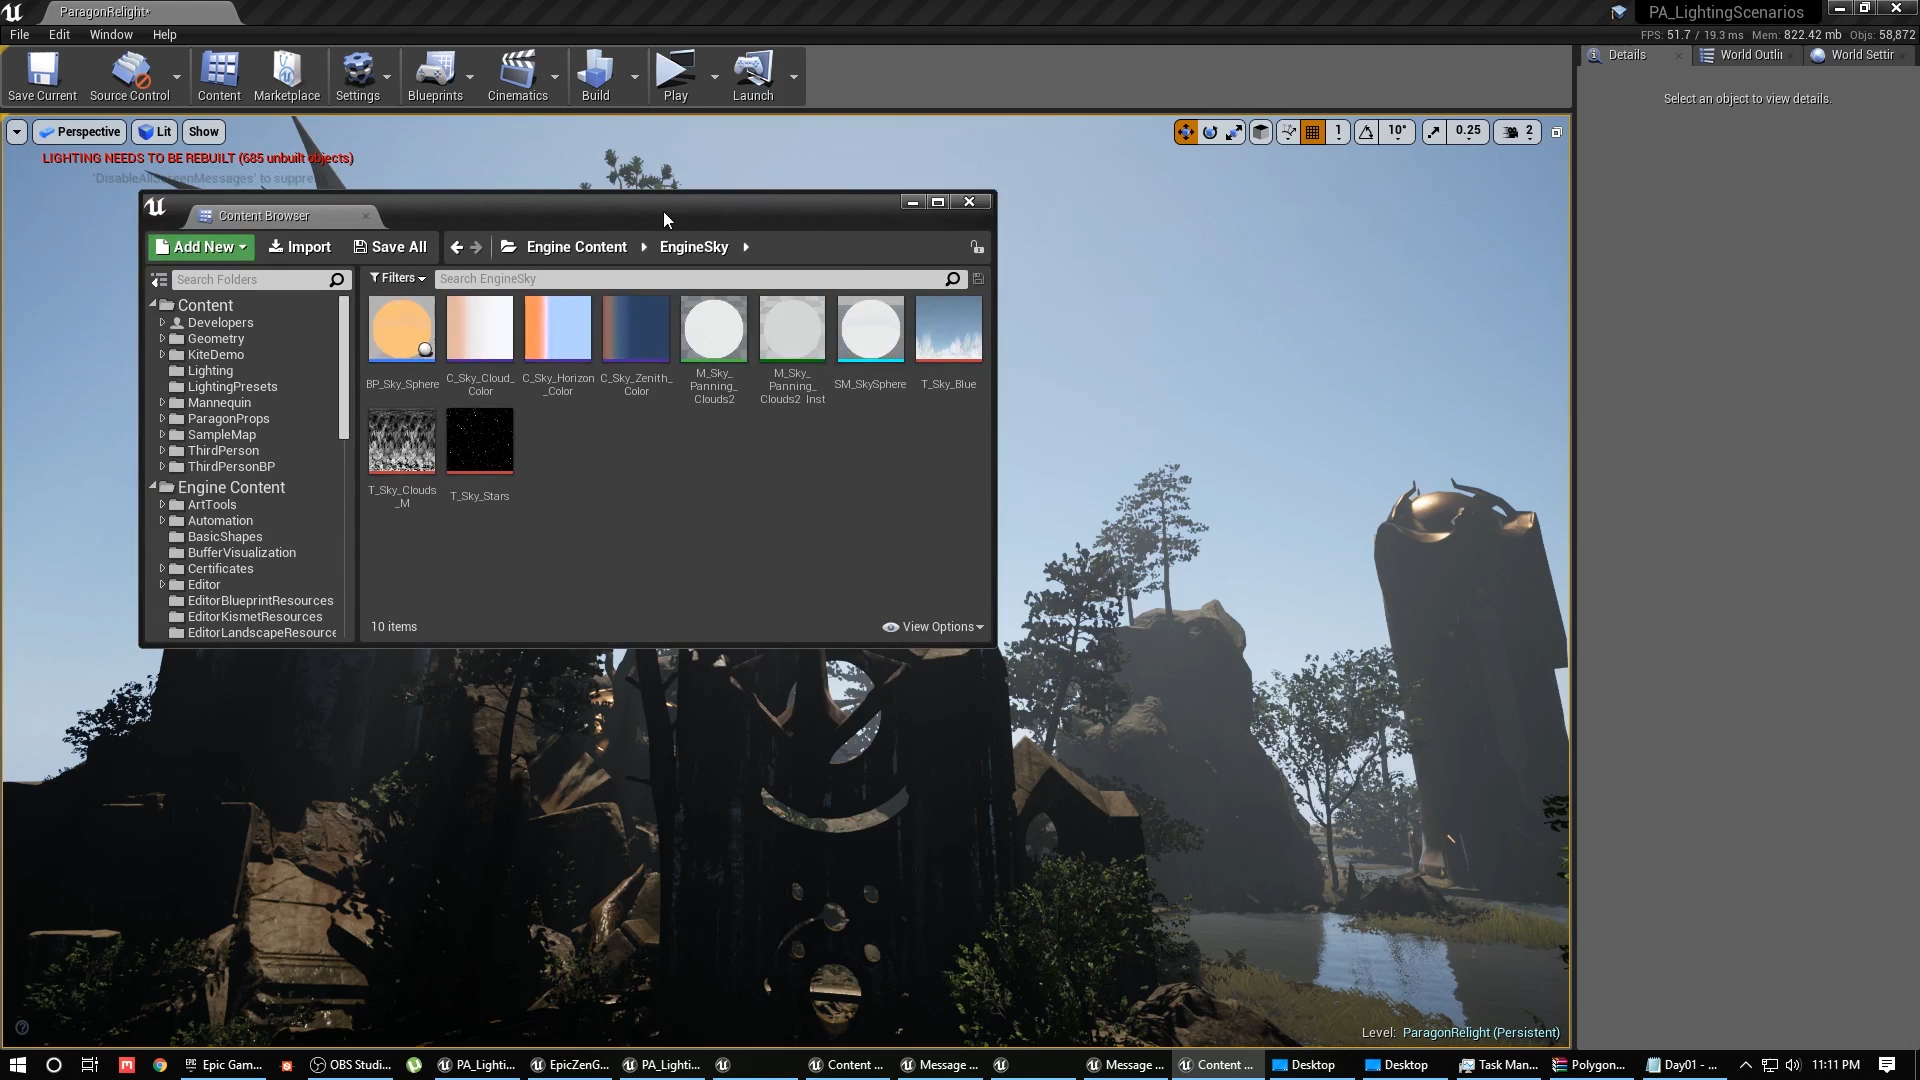 ParagonRelight*
PA_LightingScenarios
File Edit Window Help
FPS: 51.7 / 19.3 ms Mem: 822.42 mb Objs: 58,872
Save Current
Source Control
Content
Marketplace
Settings
Blueprints
Cinematics
Build
Play
Launch
Details
World Outli
World Settir
Select an object to view details.
Perspective
Lit
Show
1
10°
0.25
2
LIGHTING NEEDS TO BE REBUILT (685 unbuilt objects)
'DisableAllScreenMessages' to suppre
Content Browser
Add New
Import
Save All
Engine Content
EngineSky
Search Folders
Filters
Search EngineSky
Content
Developers
Geometry
KiteDemo
Lighting
LightingPresets
Mannequin
ParagonProps
SampleMap
ThirdPerson
ThirdPersonBP
Engine Content
ArtTools
Automation
BasicShapes
BufferVisualization
Certificates
Editor
EditorBlueprintResources
EditorKismetResources
EditorLandscapeResource
BP_Sky_Sphere
C_Sky_Cloud_
Color
C_Sky_Horizon
_Color
C_Sky_Zenith_
Color
M_Sky_
Panning_
Clouds2
M_Sky_
Panning_
Clouds2_Inst
SM_SkySphere
T_Sky_Blue
T_Sky_Clouds
_M
T_Sky_Stars
10 items
View Options
Level: ParagonRelight (Persistent)
Epic Gam...
OBS Studi...
PA_Lighti...
EpicZenG...
PA_Lighti...
Content ...
Message ...
Message ...
Content ...
Desktop
Desktop
Task Man...
Polygon...
Day01 - ...
11:11 PM